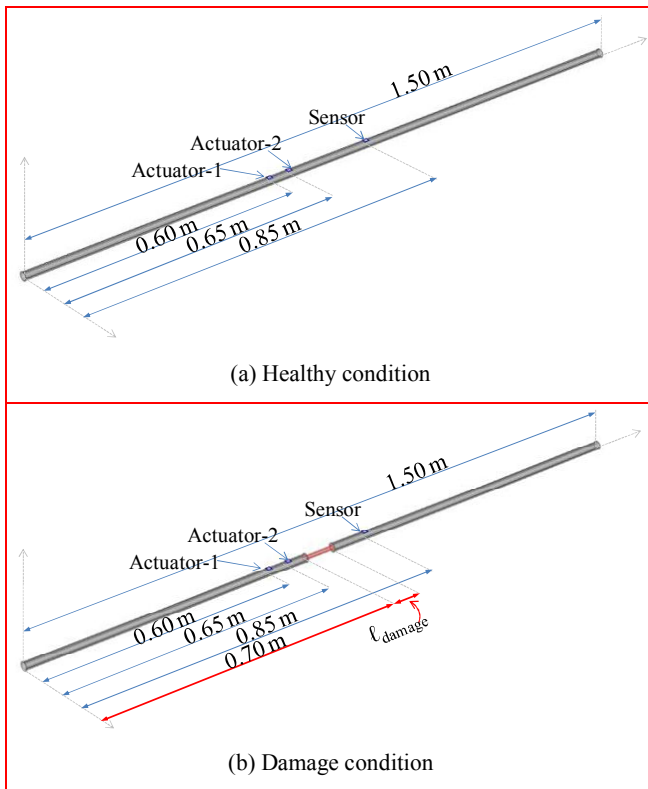 1.50 m
Sensor
Actuator-2
Actuator-1
0.60 m
0.65 m
0.85 m
(a) Healthy condition
1.50 m
Sensor
Actuator-2
Actuator-1
0.60 m
0.65 m
0.85 m
0.70 m
ℓdamage
(b) Damage condition